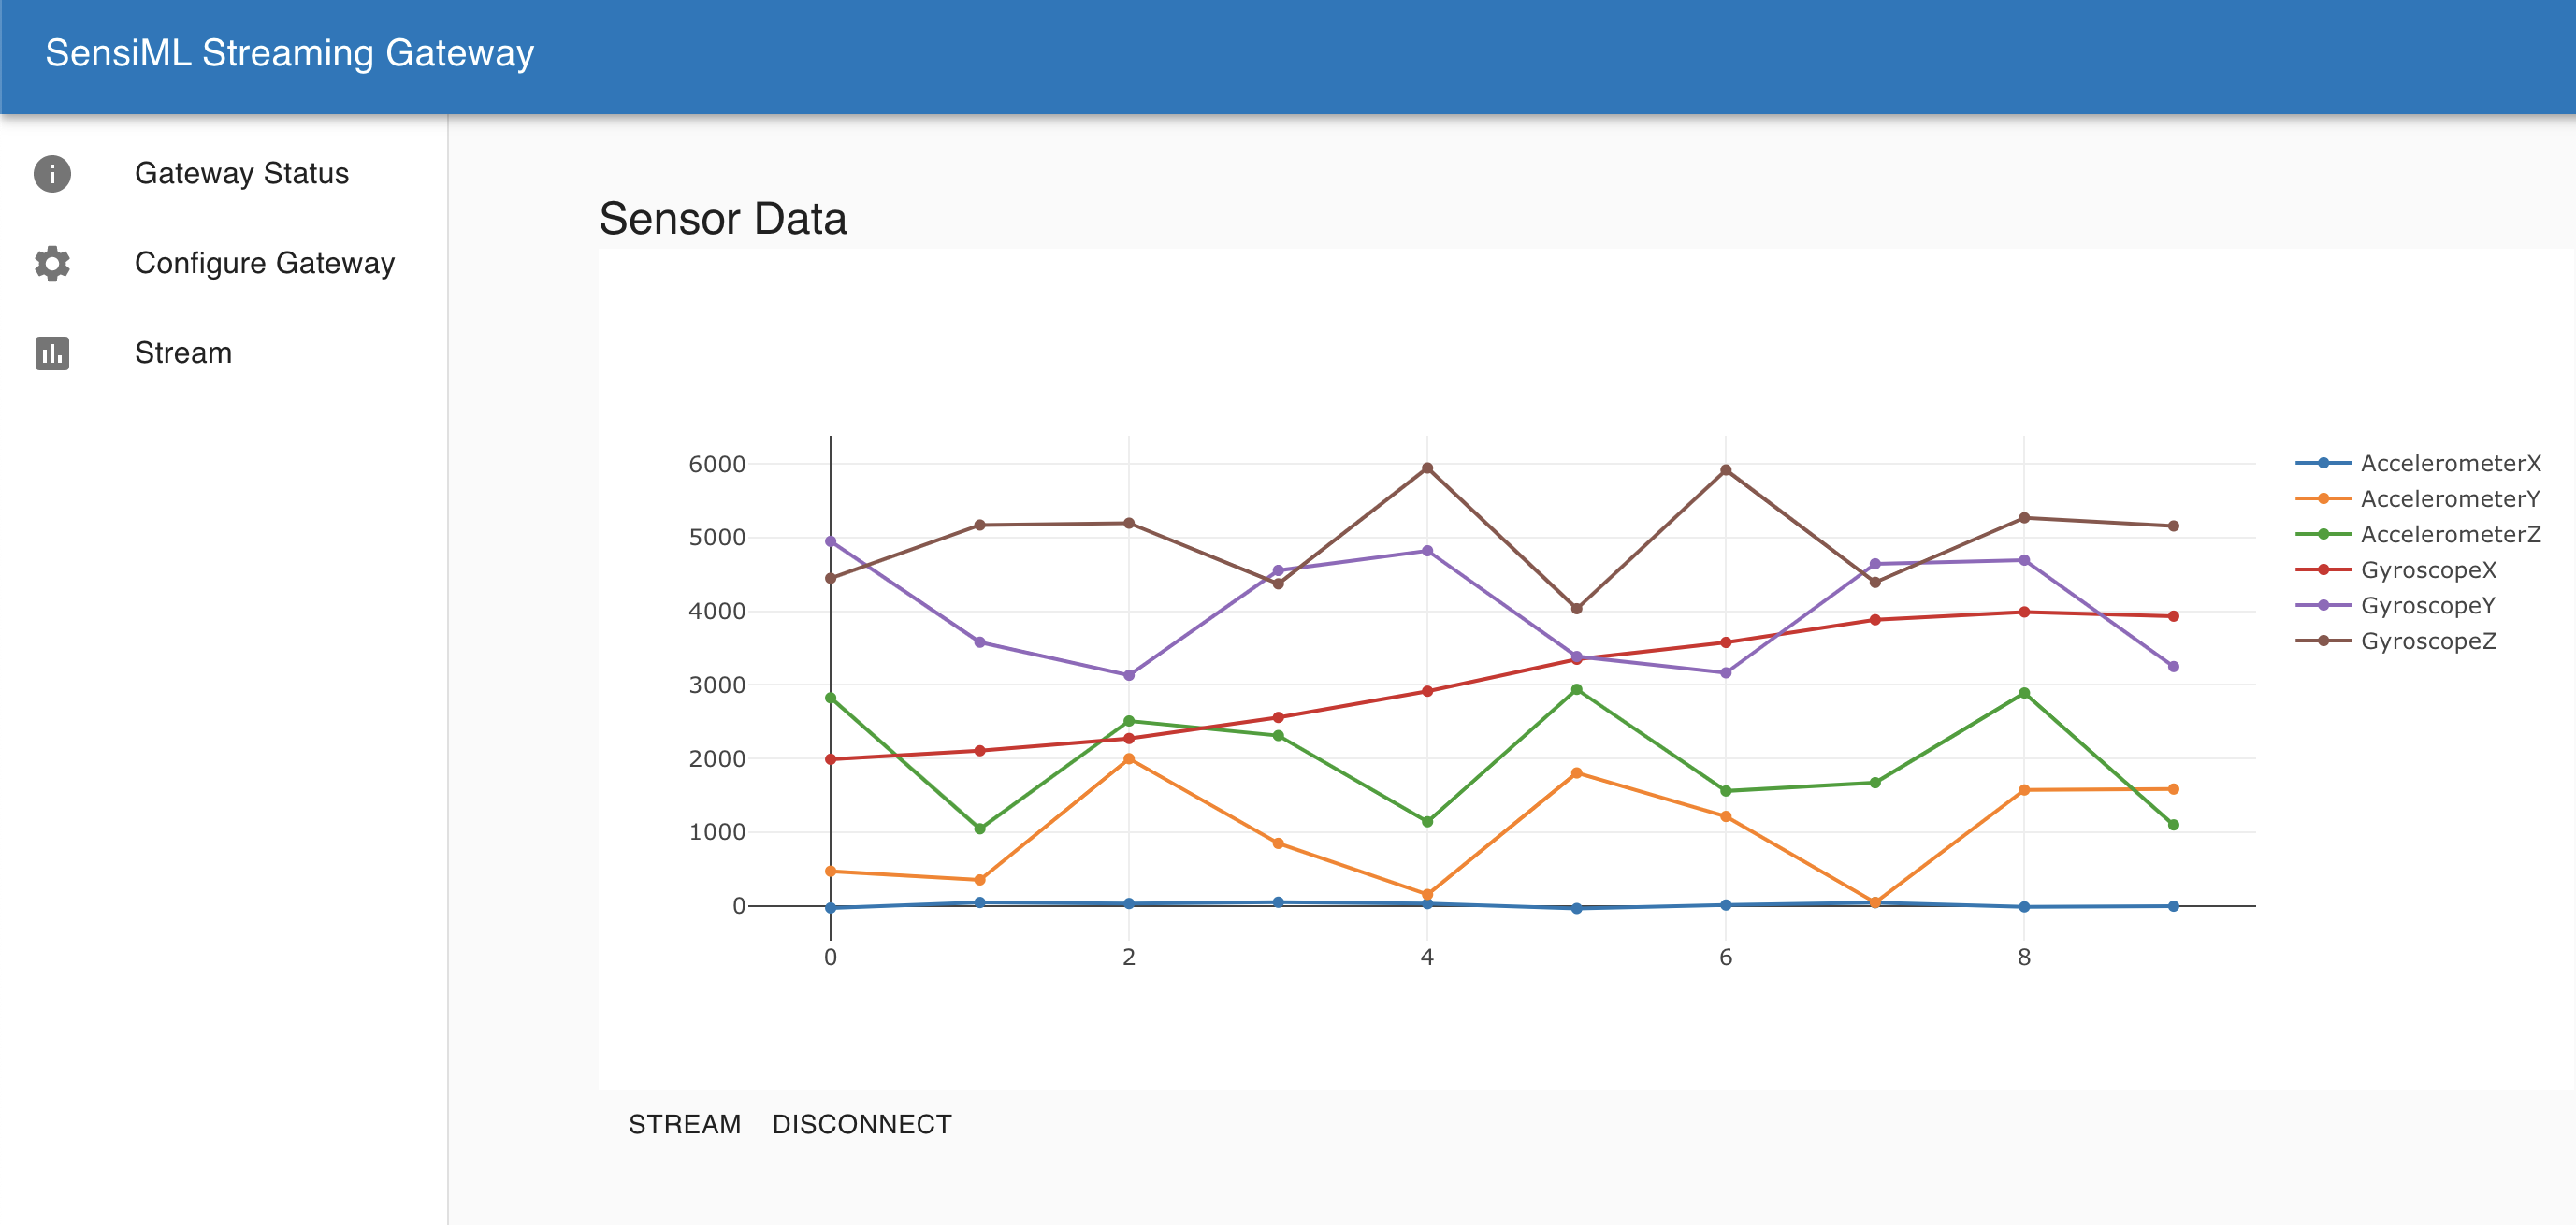 SensiML Streaming Gateway
Gateway Status
Configure Gateway
Stream
Sensor Data
6000
5000
4000
3000
2000
1000
0
0 2 4 6 8
AccelerometerX
AccelerometerY
AccelerometerZ
GyroscopeX
GyroscopeY
GyroscopeZ
STREAM DISCONNECT